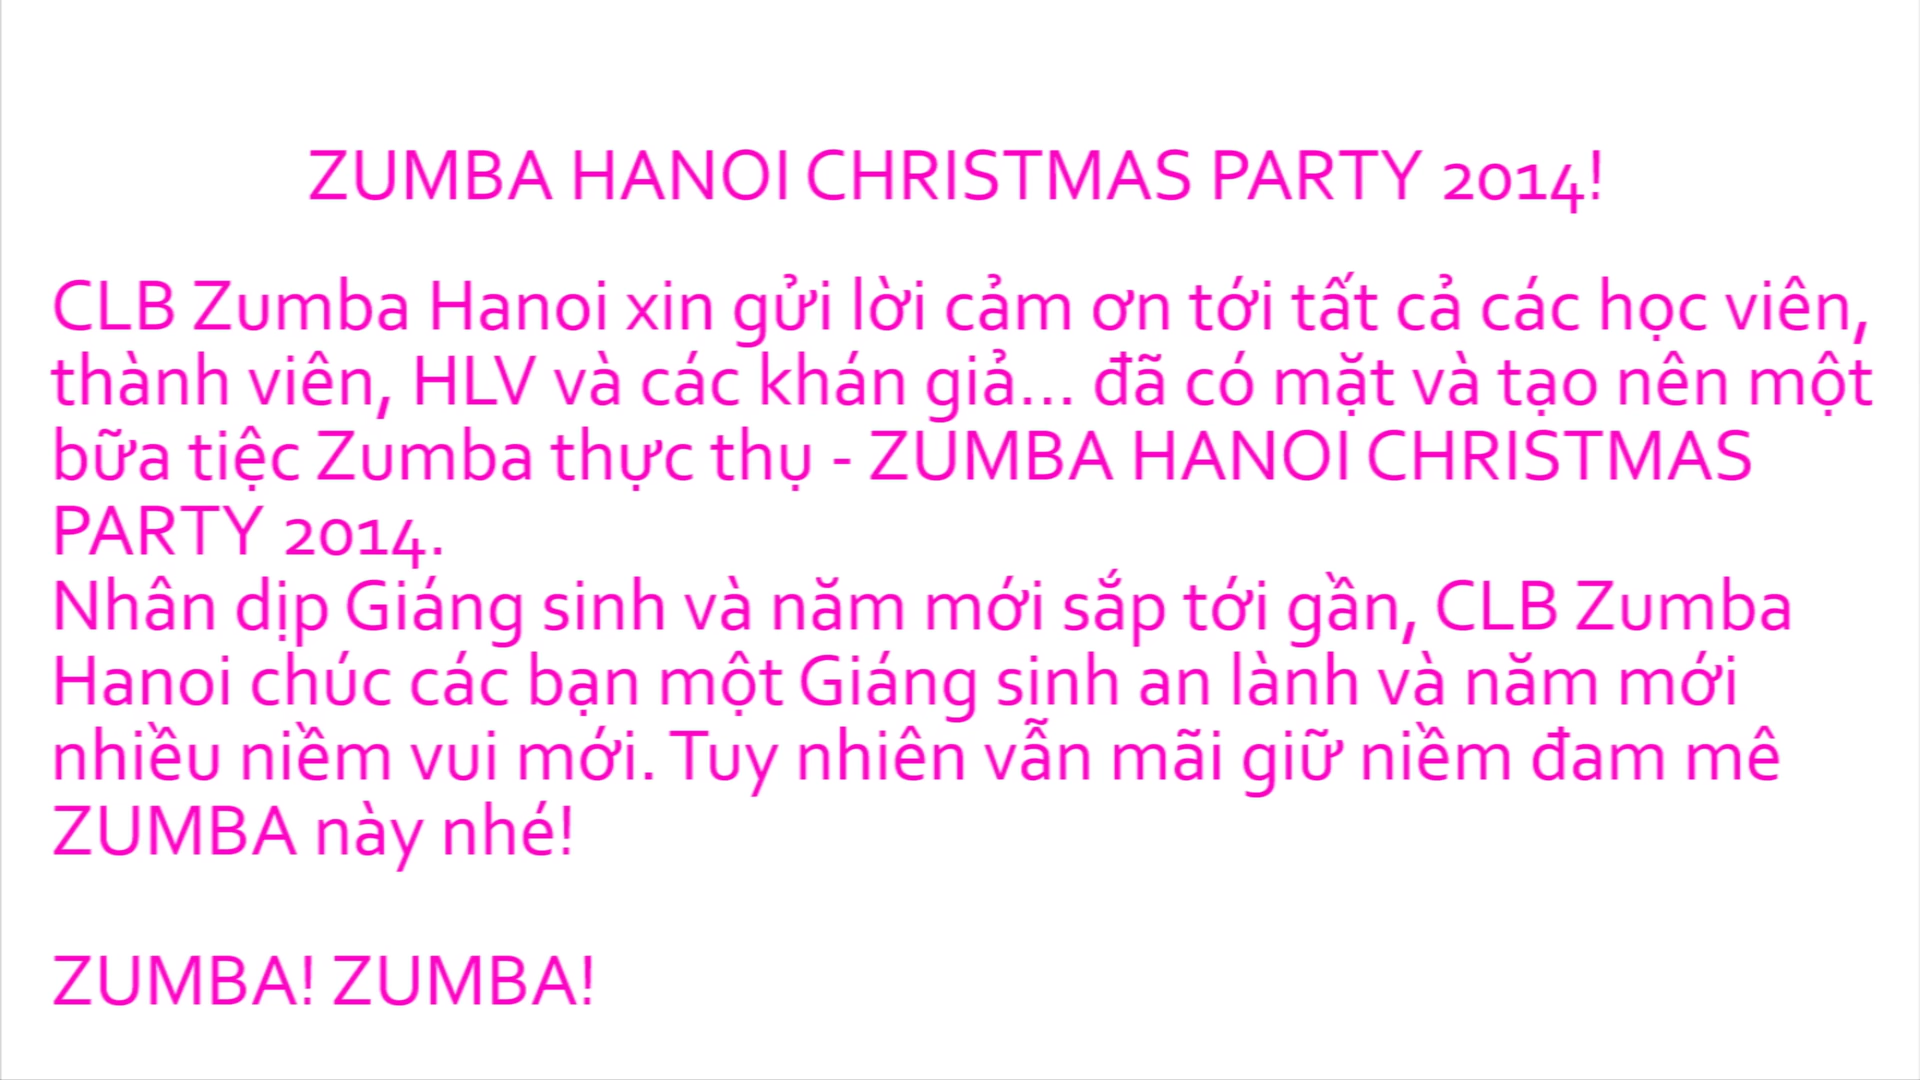 ZUMBA HANOI CHRISTMAS PARTY 2014!
CLB Zumba Hanoi xin gửi lời cảm ơn tới tất cả các học viên,
thành viên, HLV và các khán giả... đã có mặt và tạo nên một
bữa tiệc Zumba thực thụ - ZUMBA HANOI CHRISTMAS
PARTY 2014.
Nhân dịp Giáng sinh và năm mới sắp tới gần, CLB Zumba
Hanoi chúc các bạn một Giáng sinh an lành và năm mới
nhiều niềm vui mới. Tuy nhiên vẫn mãi giữ niềm đam mê
ZUMBA này nhé!
ZUMBA! ZUMBA!